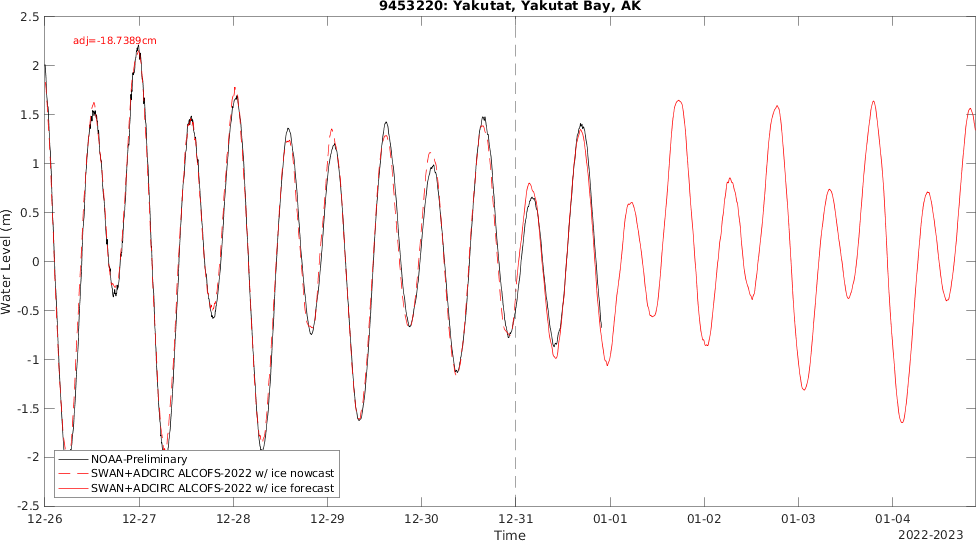 9453220: Yakutat, Yakutat Bay, AK
adj=-18.7389cm
Water Level (m)
2.5
2
1.5
1
0.5
0
-0.5
-1
-1.5
-2
-2.5
NOAA-Preliminary
SWAN+ADCIRC ALCOFS-2022 w/ ice nowcast
SWAN+ADCIRC ALCOFS-2022 w/ ice forecast
12-26 12-27 12-28 12-29 12-30 12-31 01-01 01-02 01-03 01-04
Time
2022-2023